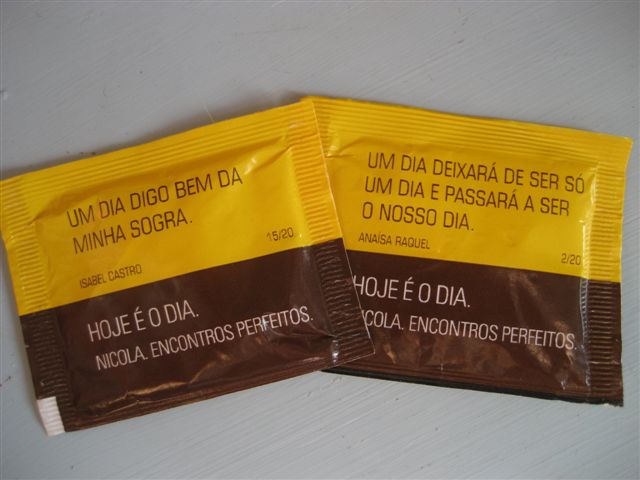 UM DIA DIGO BEM DA
MINHA SOGRA.
15/20
ISABEL CASTRO
HOJE É O DIA.
NICOLA. ENCONTROS PERFEITOS.
UM DIA DEIXARÁ DE SER SÓ
UM DIA E PASSARÁ A SER
O NOSSO DIA.
ANAÍSA RAQUEL
2/20
HOJE É O DIA.
NICOLA. ENCONTROS PERFEITOS.